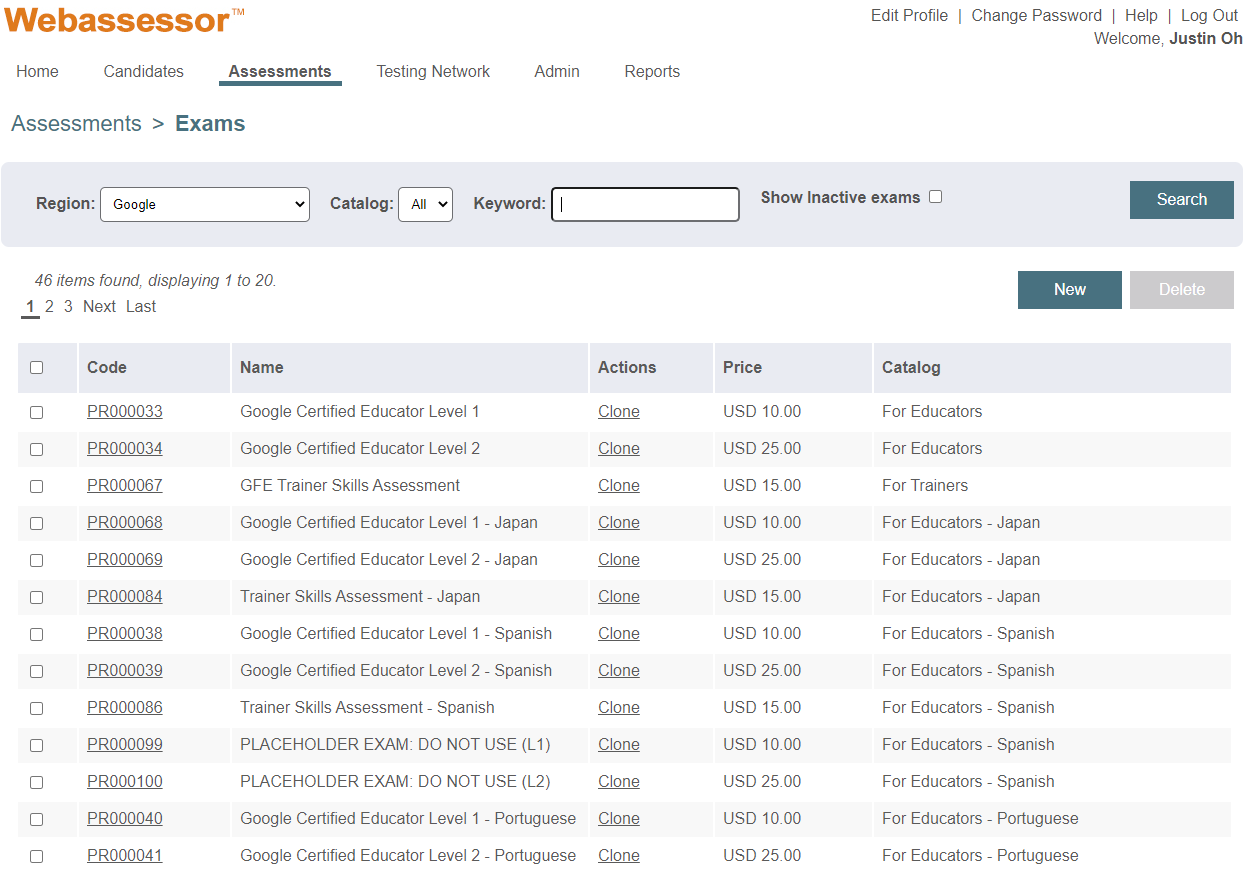 Webassessor™
Edit Profile | Change Password | Help | Log Out
Welcome, Justin Oh
Home Candidates Assessments Testing Network Admin Reports
Assessments > Exams
Region: Google Catalog: All Keyword: Show Inactive exams Search
46 items found, displaying 1 to 20.
1 2 3 Next Last
New Delete
Code Name Actions Price Catalog
PR000033 Google Certified Educator Level 1 Clone USD 10.00 For Educators
PR000034 Google Certified Educator Level 2 Clone USD 25.00 For Educators
PR000067 GFE Trainer Skills Assessment Clone USD 15.00 For Trainers
PR000068 Google Certified Educator Level 1 - Japan Clone USD 10.00 For Educators - Japan
PR000069 Google Certified Educator Level 2 - Japan Clone USD 25.00 For Educators - Japan
PR000084 Trainer Skills Assessment - Japan Clone USD 15.00 For Educators - Japan
PR000038 Google Certified Educator Level 1 - Spanish Clone USD 10.00 For Educators - Spanish
PR000039 Google Certified Educator Level 2 - Spanish Clone USD 25.00 For Educators - Spanish
PR000086 Trainer Skills Assessment - Spanish Clone USD 15.00 For Educators - Spanish
PR000099 PLACEHOLDER EXAM: DO NOT USE (L1) Clone USD 10.00 For Educators - Spanish
PR000100 PLACEHOLDER EXAM: DO NOT USE (L2) Clone USD 25.00 For Educators - Spanish
PR000040 Google Certified Educator Level 1 - Portuguese Clone USD 10.00 For Educators - Portuguese
PR000041 Google Certified Educator Level 2 - Portuguese Clone USD 25.00 For Educators - Portuguese